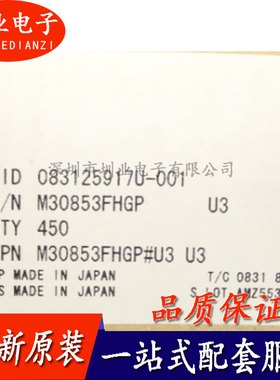 圳业电子
EDIANZI
ID 083125917U-001
深圳市圳业电子有限公司
/N M30853FHGP U3
TY 450
PN M30853FHGP#U3 U3
P MADE IN JAPAN T/C 0831 8
S MADE IN JAPAN S.LOT AMZ553
品质保证
新原装
一站式配套服